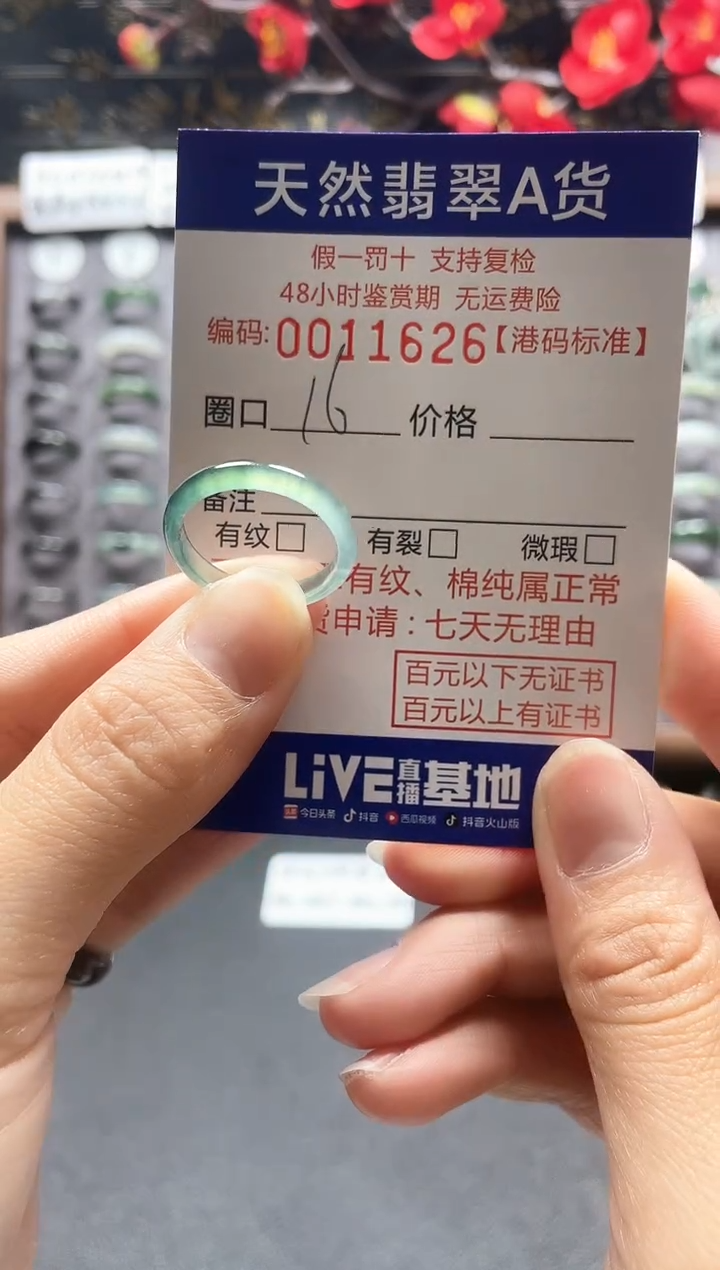 天然翡翠A货
假一罚十 支持复检
48小时鉴赏期 无运费险
编码:0011626【港码标准】
圈口 16 价格
备注
有纹□ 有裂□ 微瑕□
有纹、棉纯属正常
货申请:七天无理由
百元以下无证书
百元以上有证书
LiVE直播基地
今日头条 抖音 西瓜视频 抖音火山版